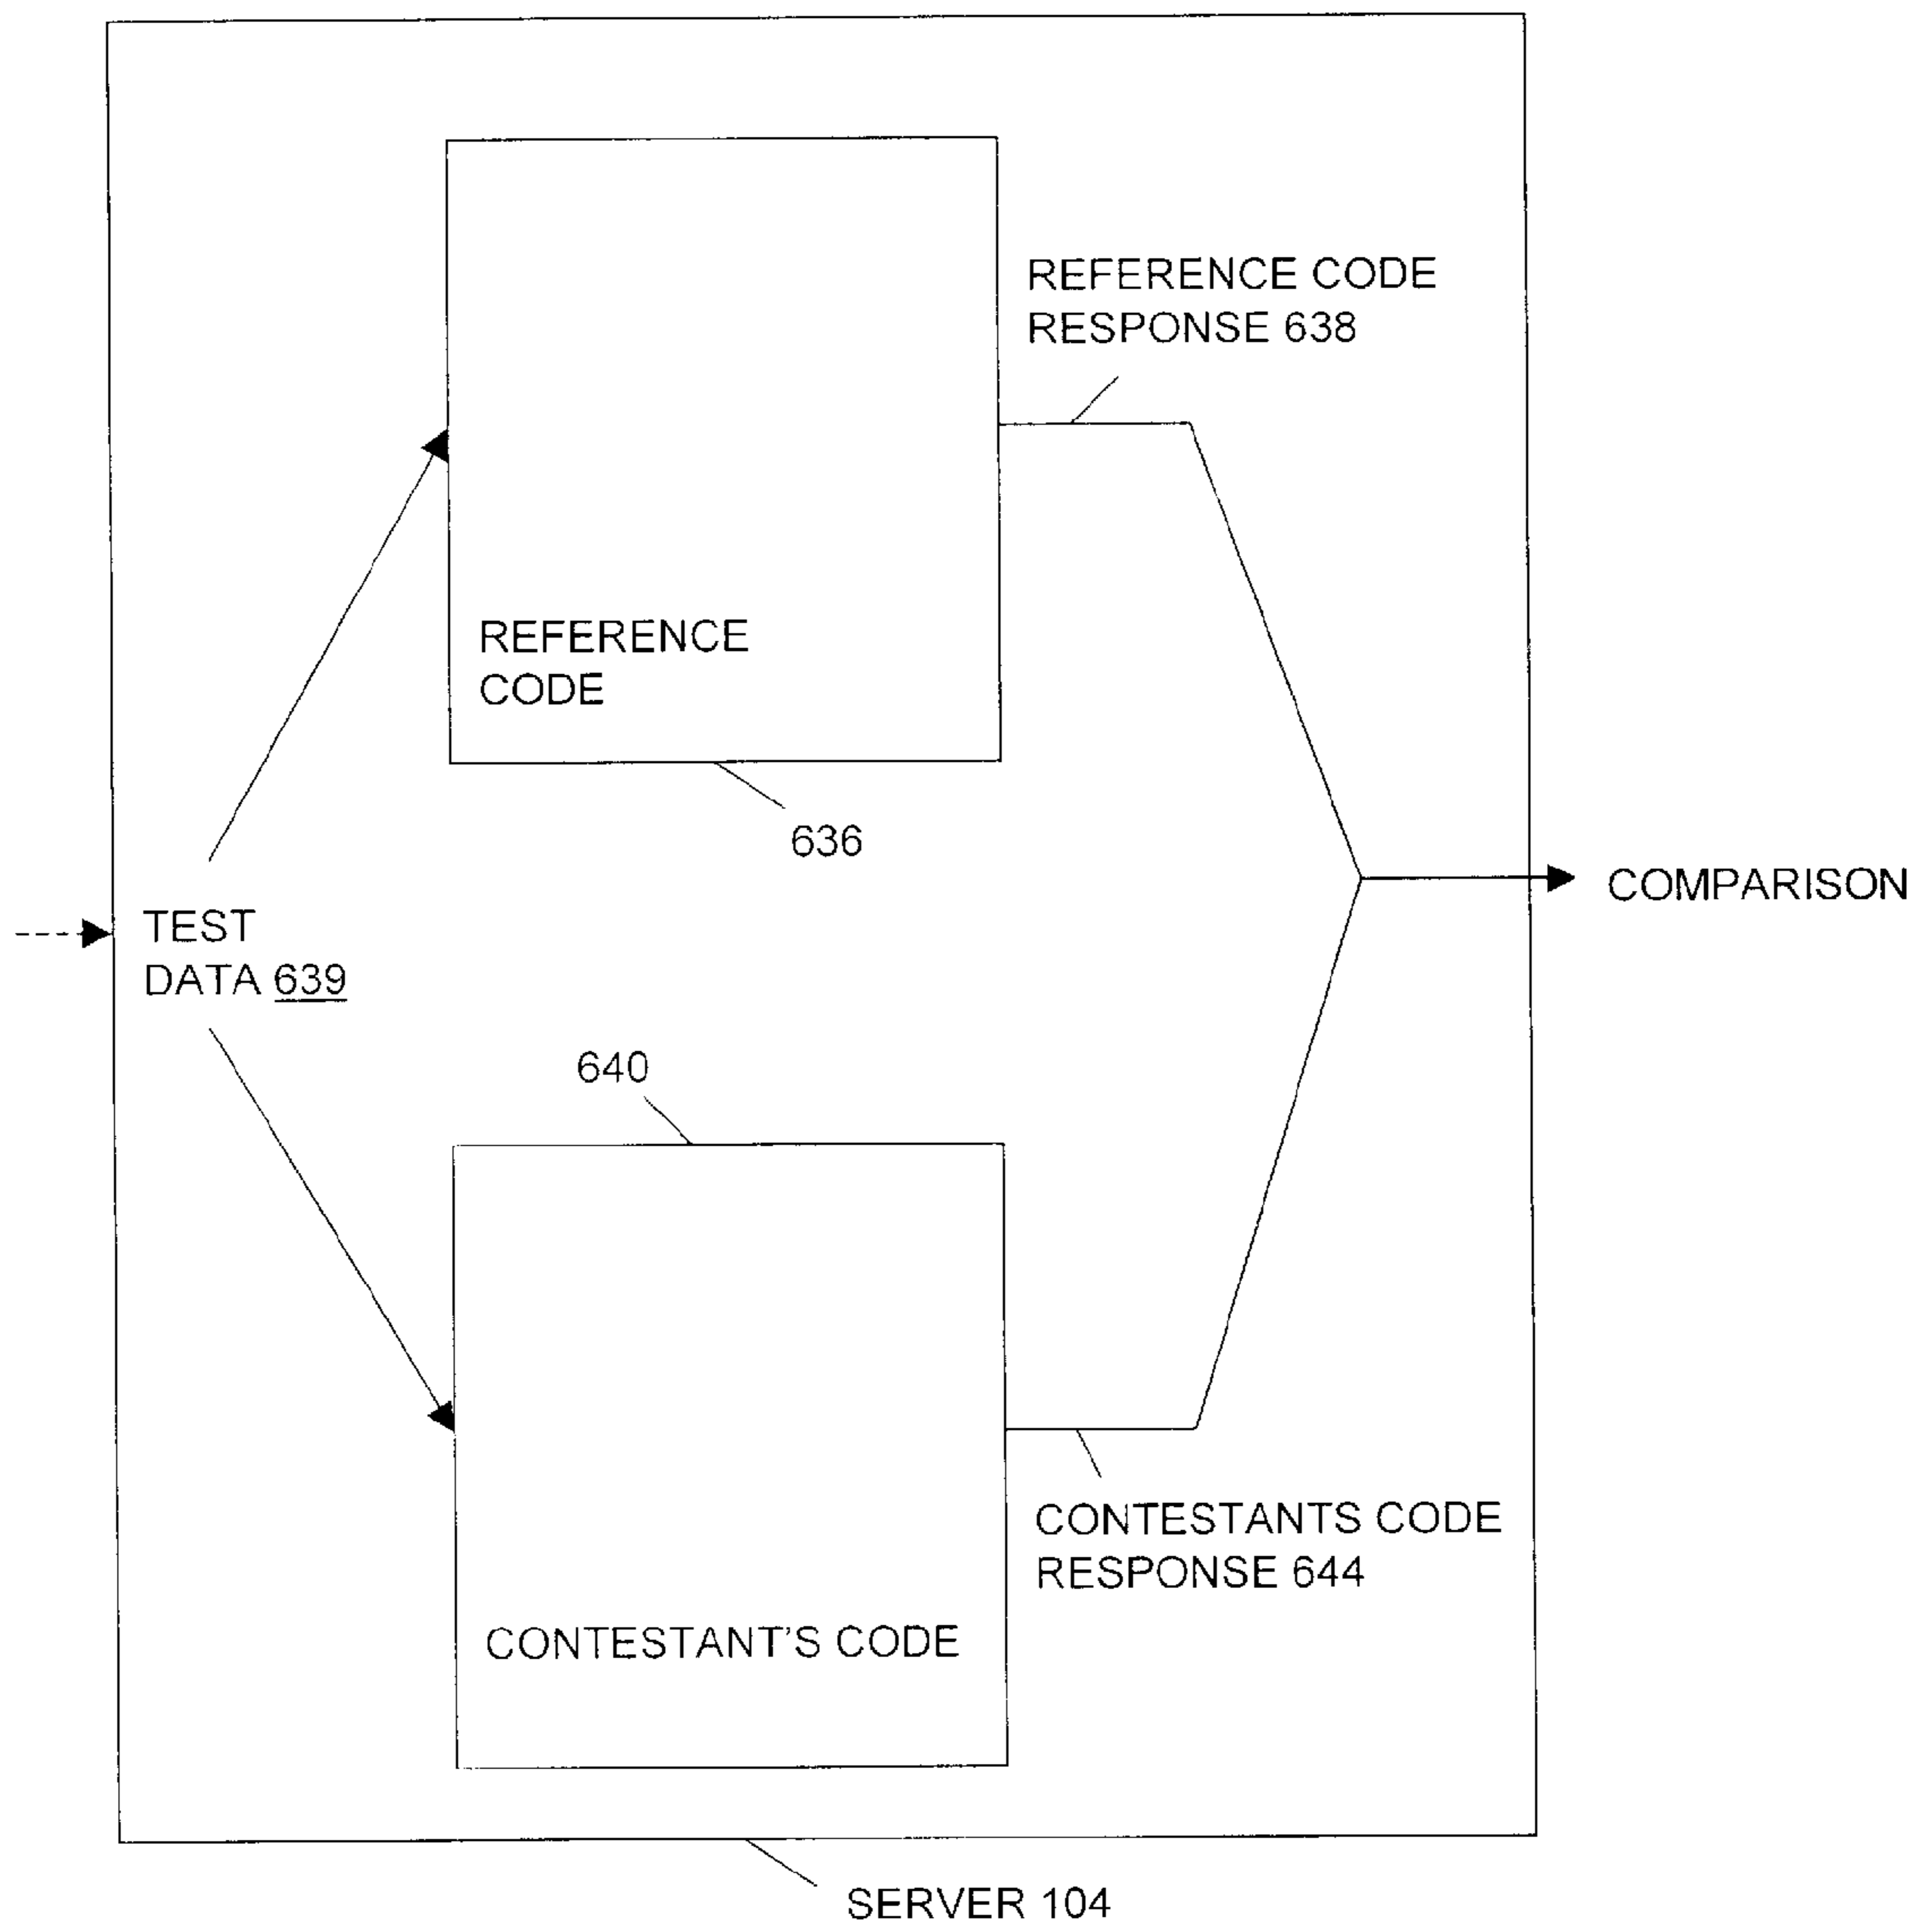 REFERENCE CODE
RESPONSE 638
REFERENCE
CODE
636
COMPARISON
TEST
DATA 639
640
CONTESTANTS CODE
RESPONSE 644
CONTESTANT'S CODE
SERVER 104